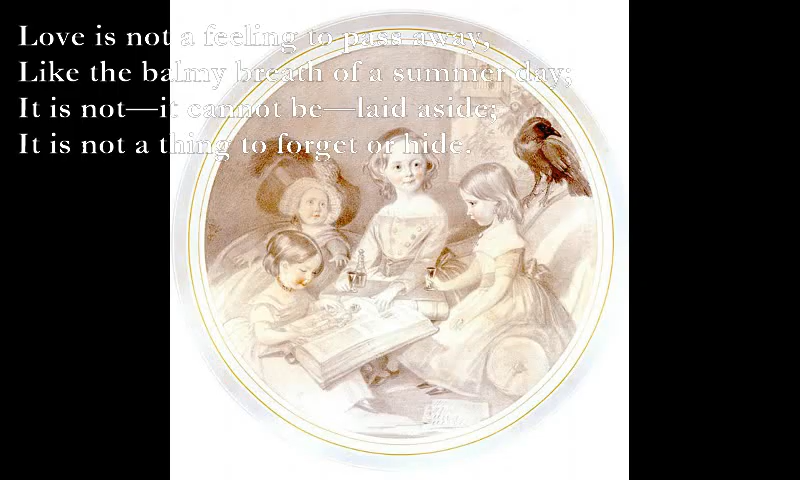 Love is not a feeling to pass away,
Like the balmy breath of a summer day;
It is not—it cannot be—laid aside;
It is not a thing to forget or hide.